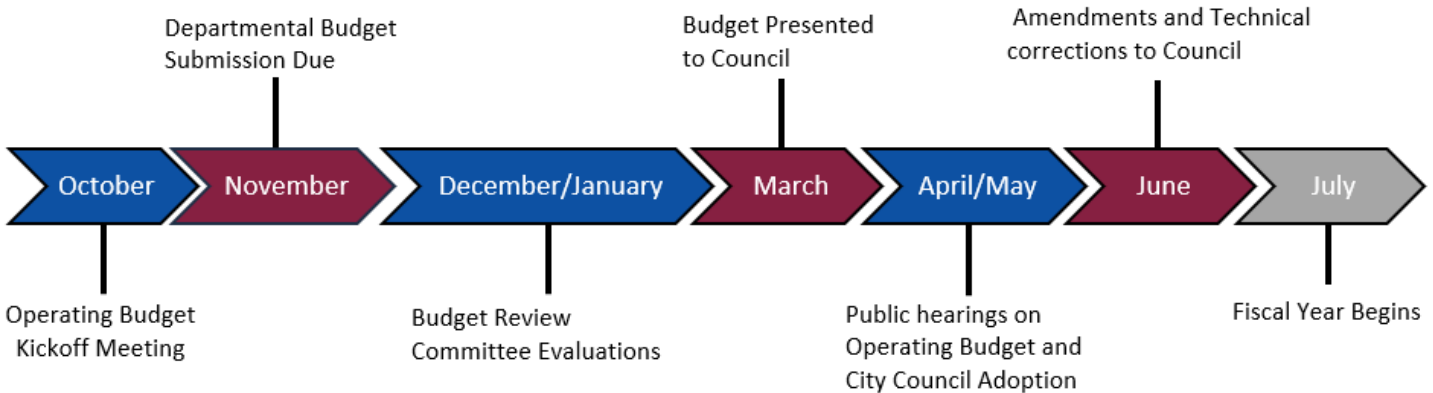 Departmental Budget
Submission Due
Budget Presented
to Council
Amendments and Technical
corrections to Council
October
November
December/January
March
April/May
June
July
Operating Budget
Kickoff Meeting
Budget Review
Committee Evaluations
Public hearings on
Operating Budget and
City Council Adoption
Fiscal Year Begins